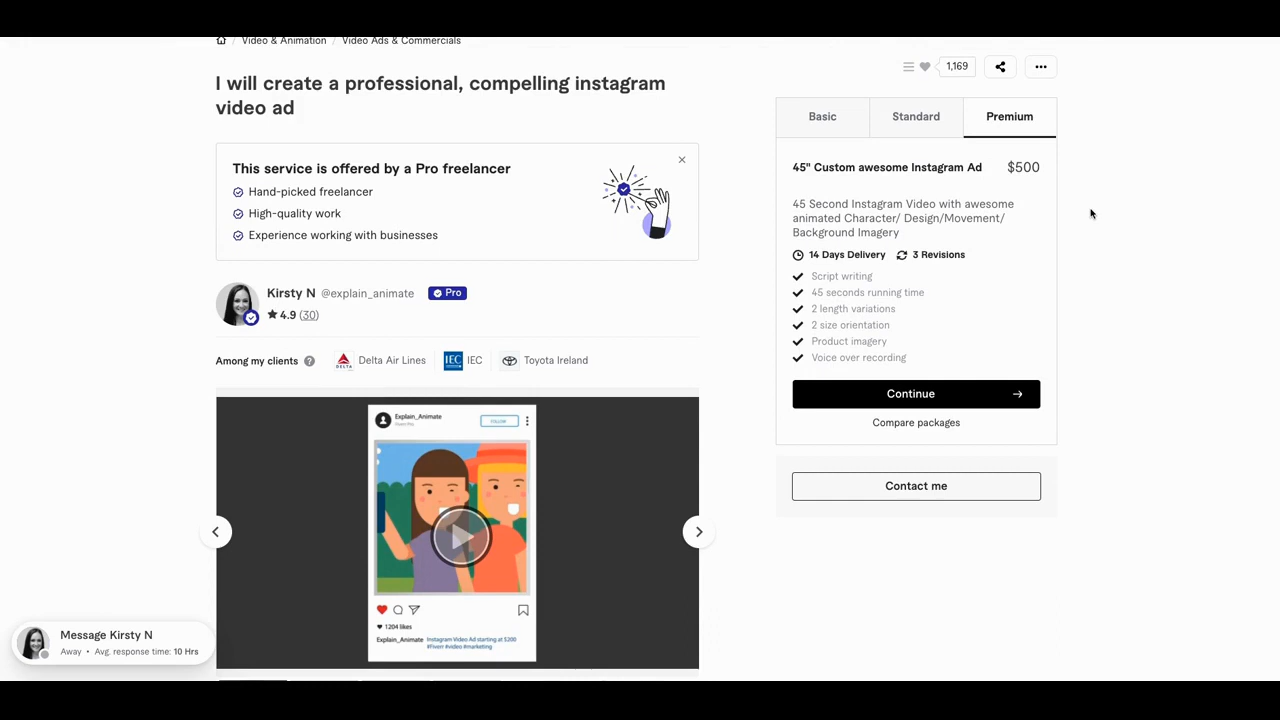 Video & Animation / Video Ads & Commercials
1,169
I will create a professional, compelling instagram
video ad
This service is offered by a Pro freelancer
Hand-picked freelancer
High-quality work
Experience working with businesses
Kirsty N @explain_animate Pro
4.9 (30)
Among my clients ? DELTA Delta Air Lines IEC IEC Toyota Ireland
Explain_Animate
FOLLOW
1204 likes
Explain_Animate Instagram Video Ad starting at $200
#Fiverr #video #marketing
Basic Standard Premium
45" Custom awesome Instagram Ad $500
45 Second Instagram Video with awesome
animated Character/ Design/Movement/
Background Imagery
14 Days Delivery 3 Revisions
Script writing
45 seconds running time
2 length variations
2 size orientation
Product imagery
Voice over recording
Continue
Compare packages
Contact me
Message Kirsty N
Away • Avg. response time: 10 Hrs